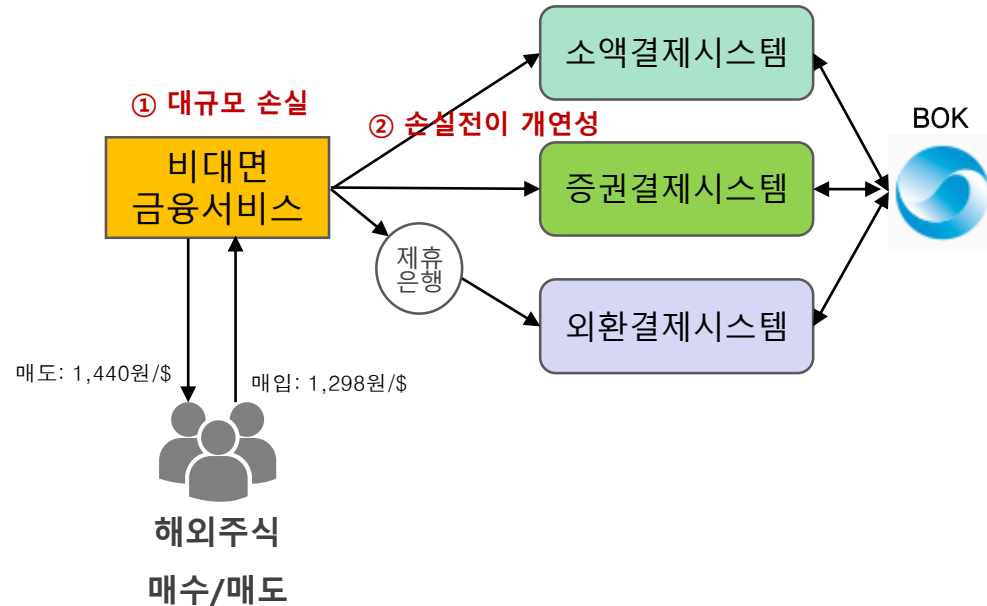 소액결제시스템
① 대규모 손실
② 손실전이 개연성
BOK
비대면
금융서비스
증권결제시스템
제휴
은행
외환결제시스템
매도: 1,440원/$
매입: 1,298원/$
해외주식
매수/매도